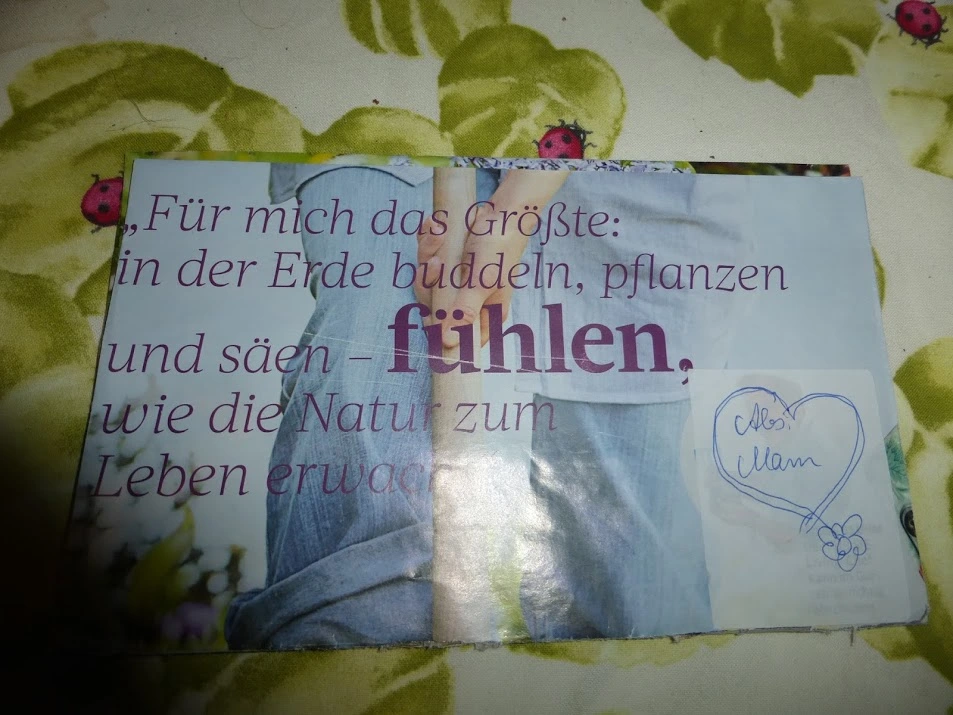 „Für mich das Größte:
in der Erde buddeln, pflanzen
und säen – fühlen,
wie die Natur zum
Leben erwac
Abs:
Mann